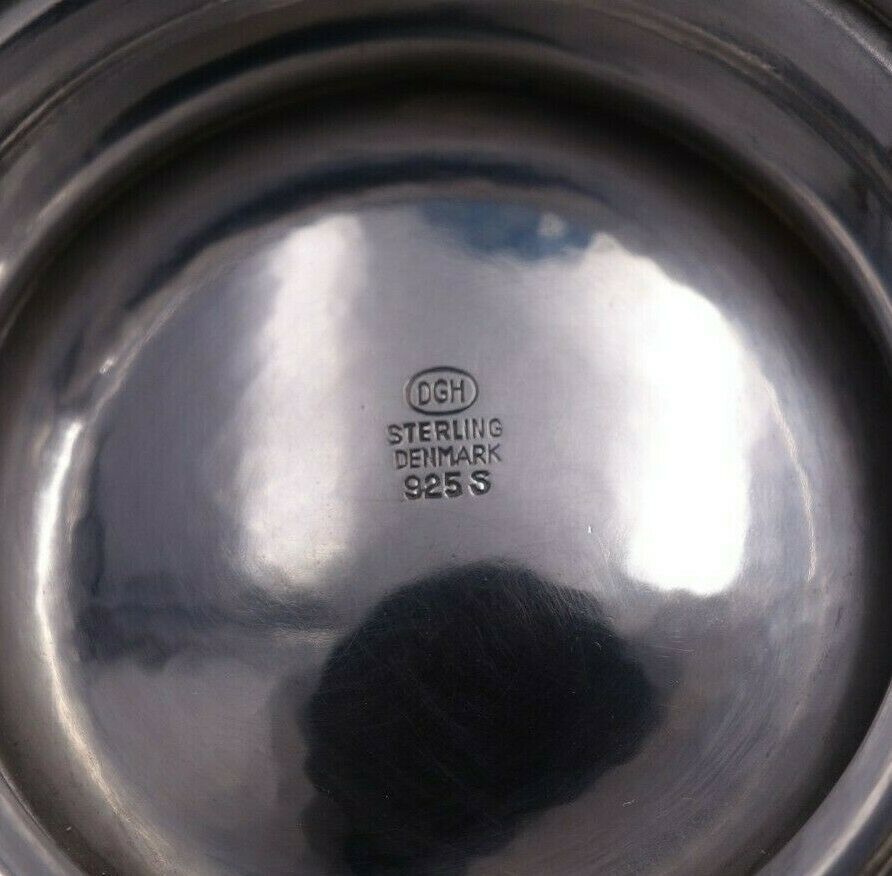 DGH
STERLING
DENMARK
925 S